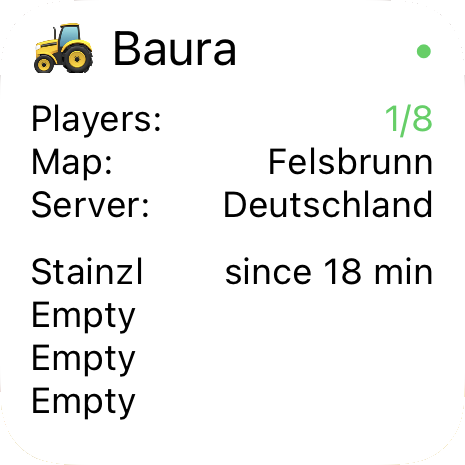 🚜 Baura
Players: 1/8
Map: Felsbrunn
Server: Deutschland
Stainzl since 18 min
Empty
Empty
Empty